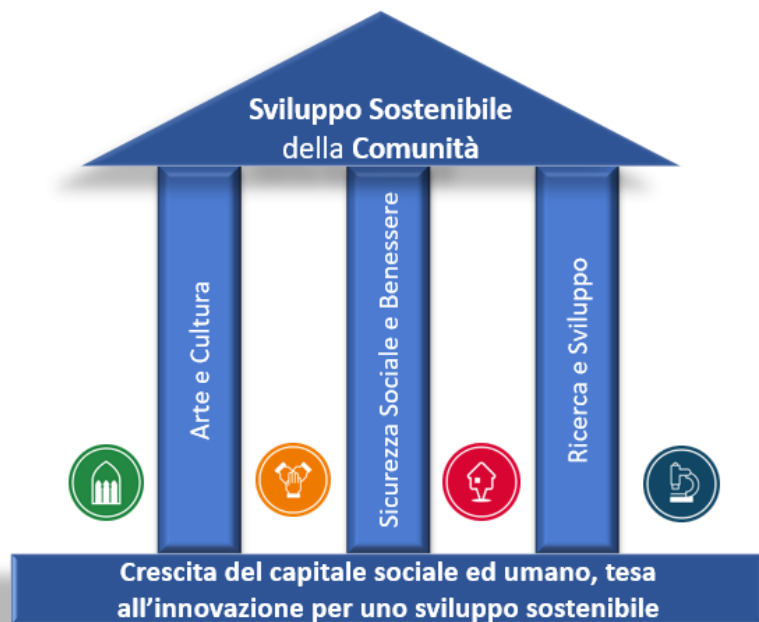 Sviluppo Sostenibile
della Comunità
Arte e Cultura
Sicurezza Sociale e Benessere
Ricerca e Sviluppo
Crescita del capitale sociale ed umano, tesa
all’innovazione per uno sviluppo sostenibile